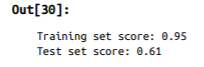 Out[30]:
Training set score: 0.95
Test set score: 0.61